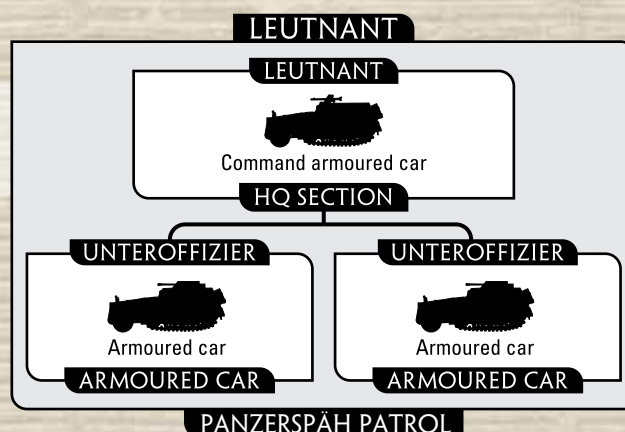 LEUTNANT
LEUTNANT
Command armoured car
HQ SECTION
UNTEROFFIZIER
UNTEROFFIZIER
Armoured car
Armoured car
ARMOURED CAR
ARMOURED CAR
PANZERSPÄH PATROL